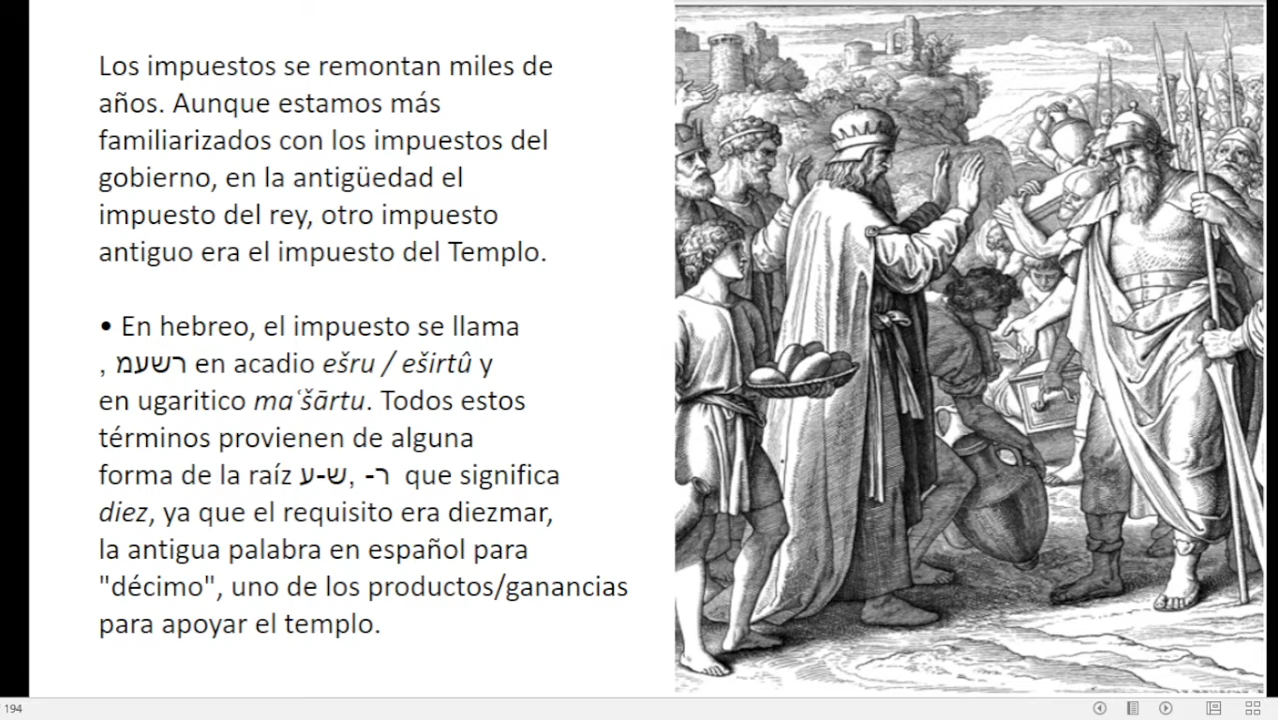 Los impuestos se remontan miles de
años. Aunque estamos más
familiarizados con los impuestos del
gobierno, en la antigüedad el
impuesto del rey, otro impuesto
antiguo era el impuesto del Templo.
• En hebreo, el impuesto se llama
, רשעמ en acadio ešru / eširtû y
en ugaritico maʿšārtu. Todos estos
términos provienen de alguna
forma de la raíz ש-ע, -ר que significa
diez, ya que el requisito era diezmar,
la antigua palabra en español para
"décimo", uno de los productos/ganancias
para apoyar el templo.
194